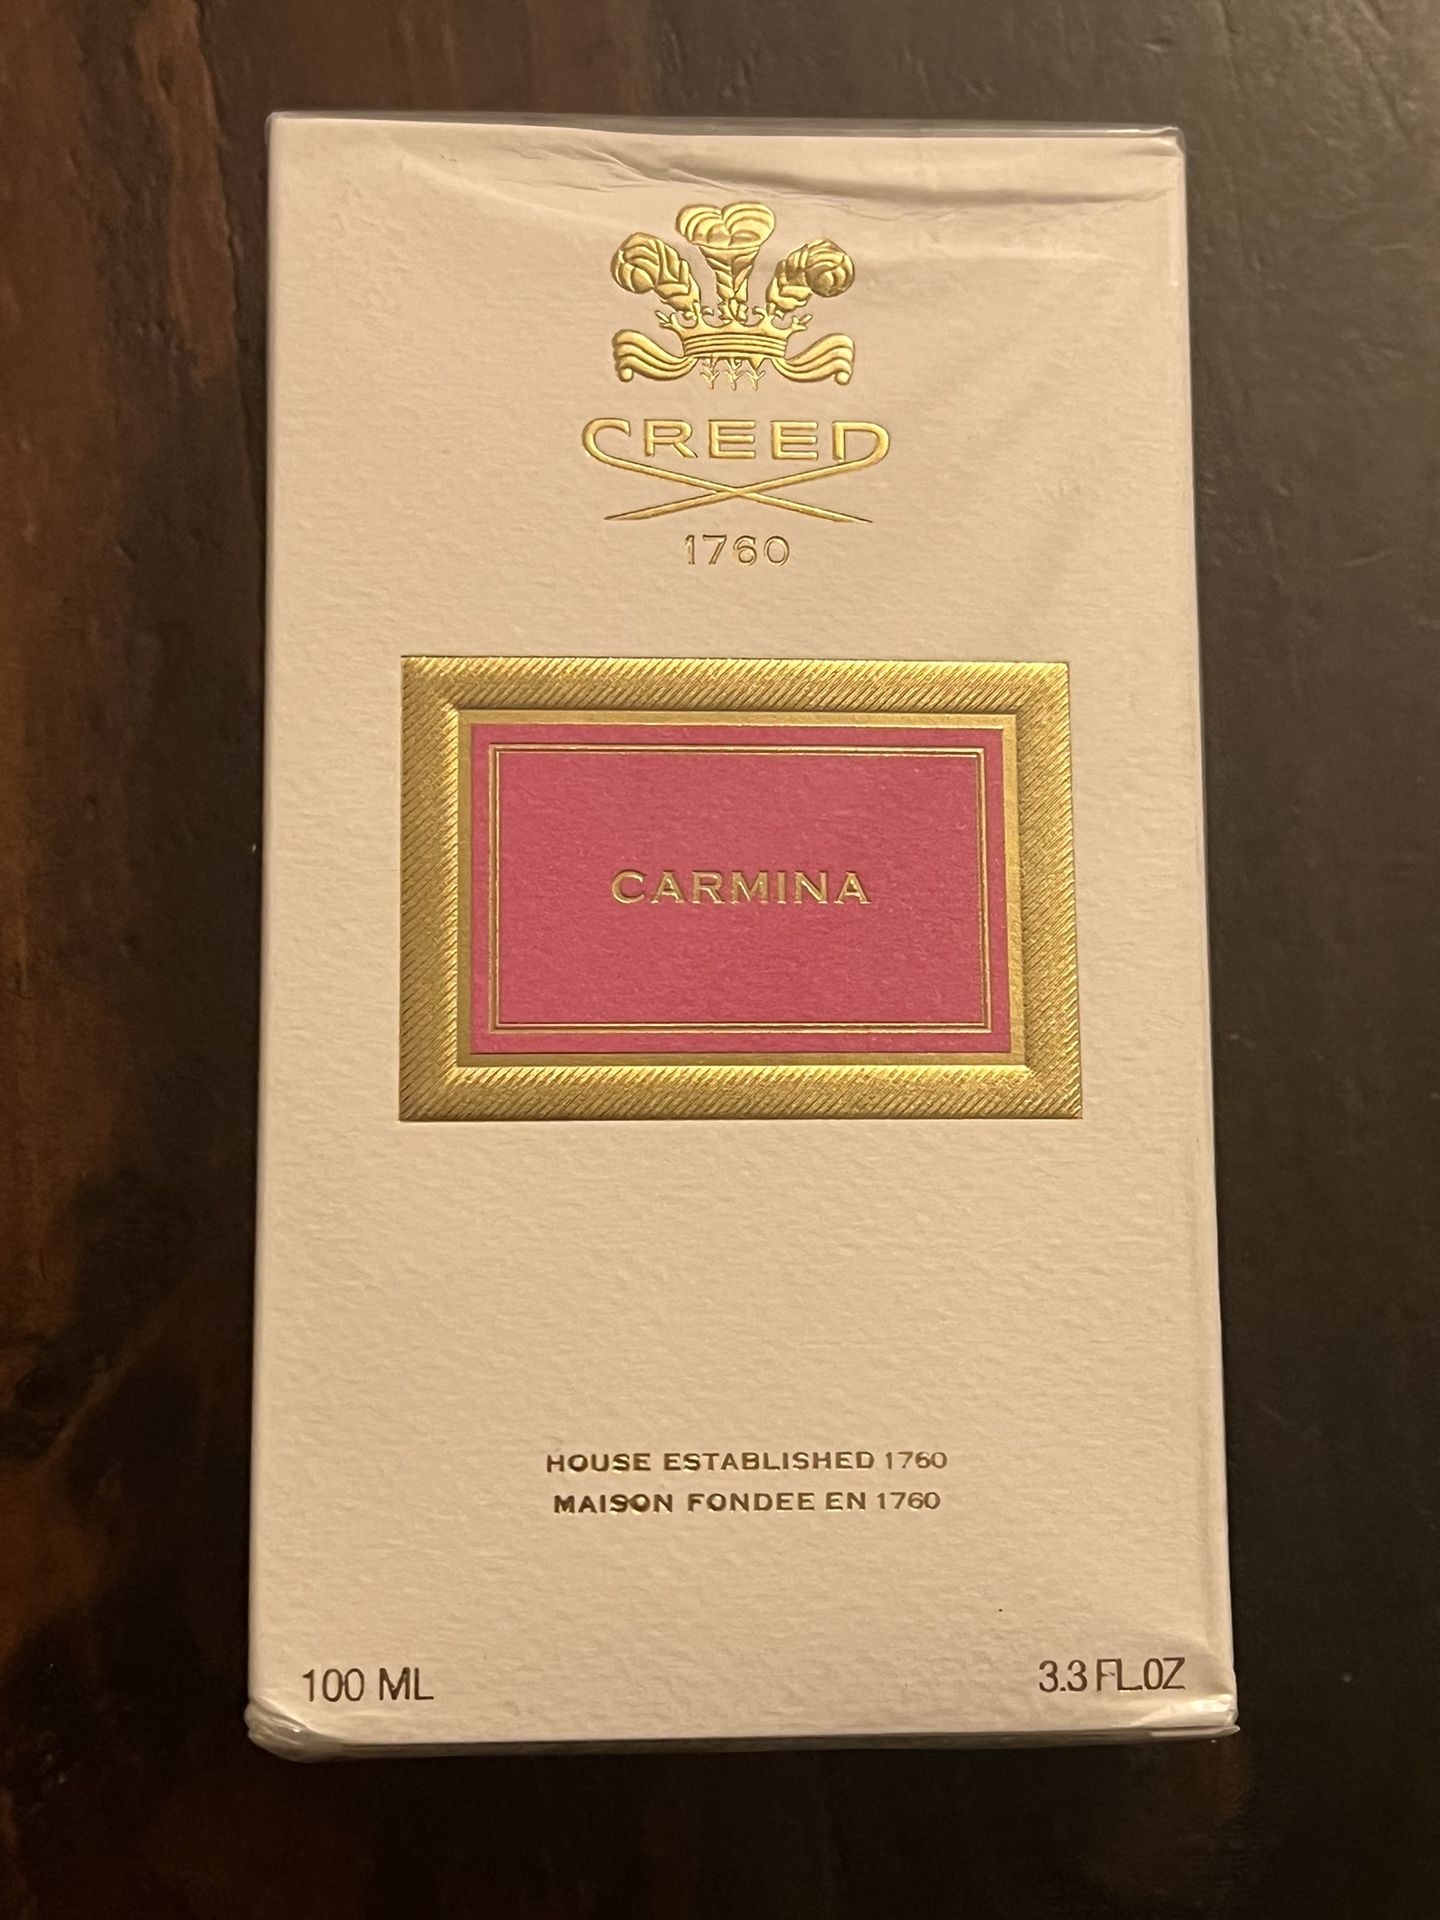 CREED
1760
CARMINA
HOUSE ESTABLISHED 1760
MAISON FONDEE EN 1760
100 ML
3.3 FL.OZ